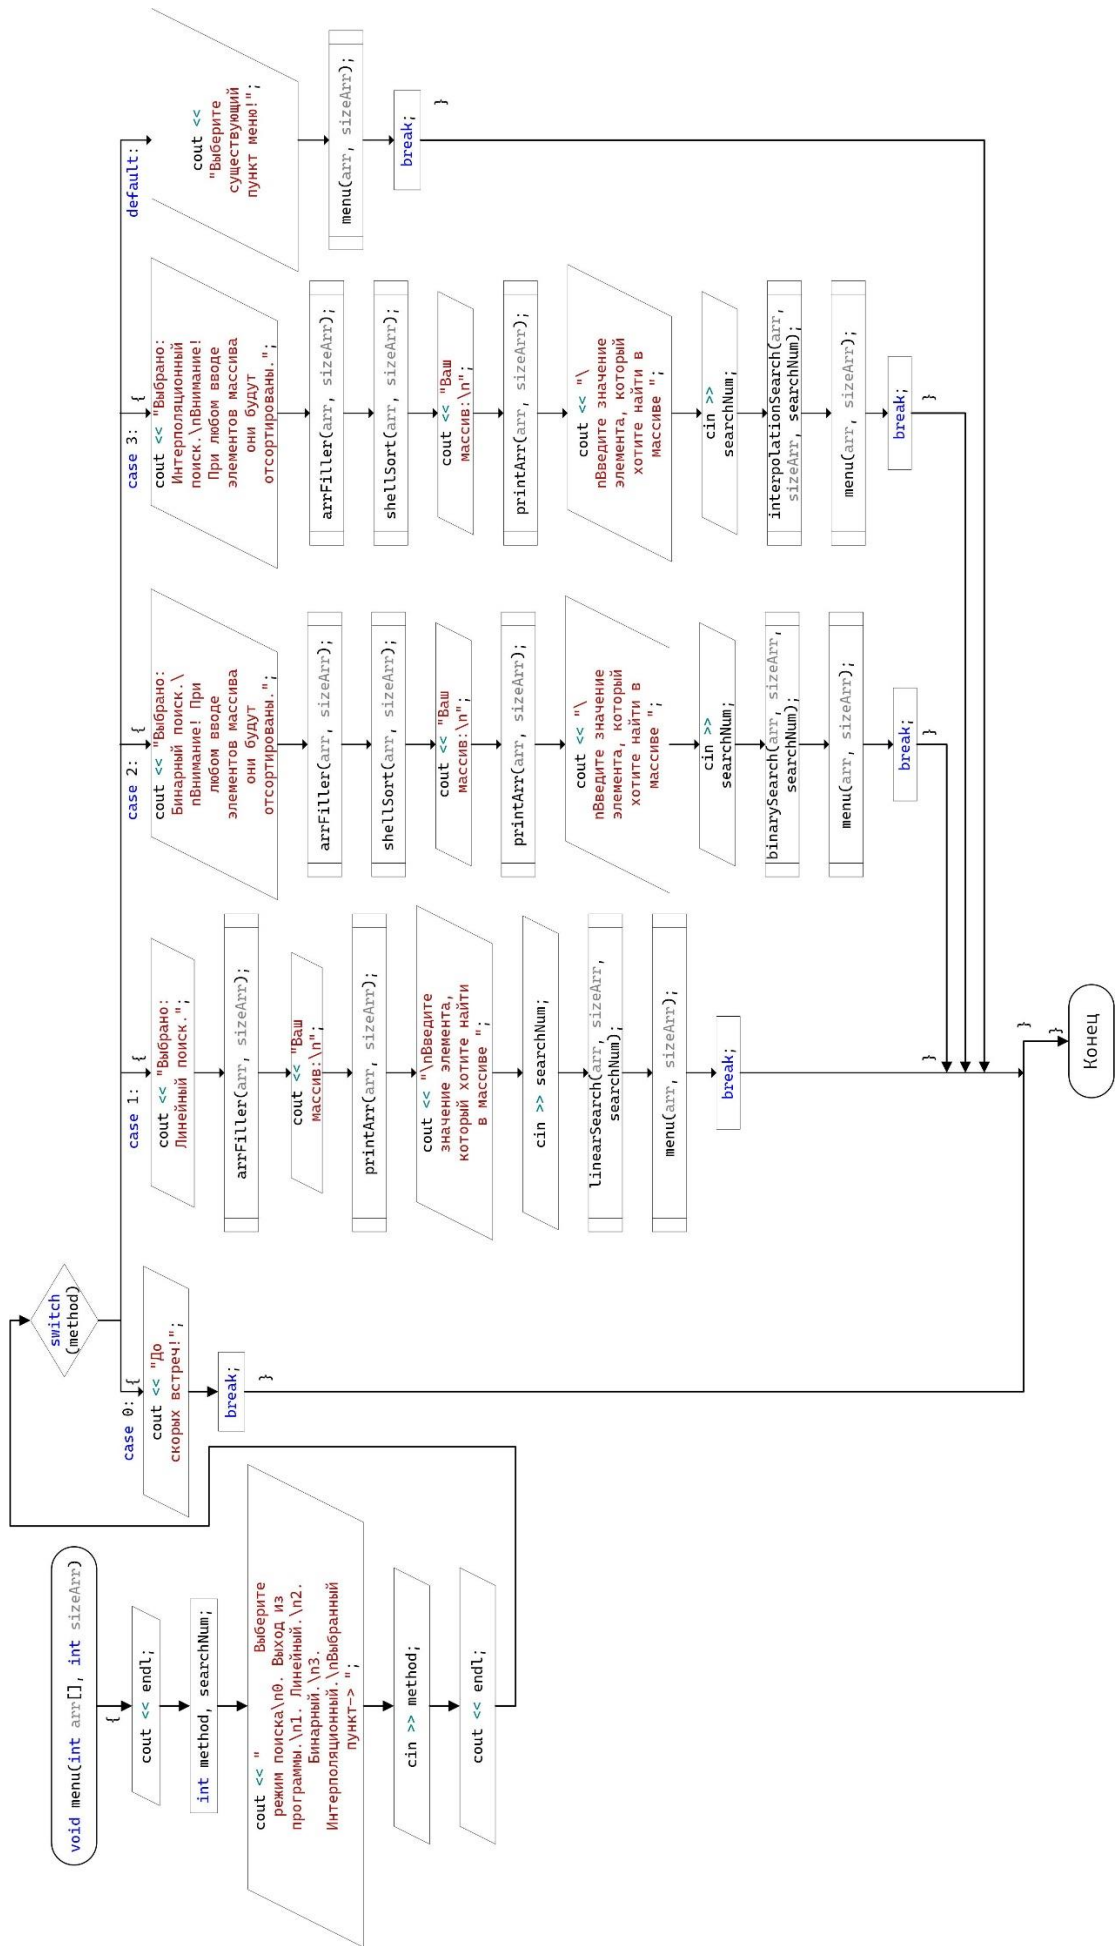 void menu(int arr[], int sizeArr)
{
cout << endl;
int method, searchNum;
cout << "      Выберите
режим поиска\n0. Выход из
программы.\n1. Линейный.\n2.
Бинарный.\n3.
Интерполяционный.\nВыбранный
пункт-> ";
cin >> method;
cout << endl;
switch
(method)
case 0: {
cout << "До
скорых встреч!";
break;
}
case 1: {
cout << "Выбрано:
Линейный поиск.";
arrFiller(arr, sizeArr);
cout << "Ваш
массив:\n";
printArr(arr, sizeArr);
cout << "\nВведите
значение элемента,
который хотите найти
в массиве ";
cin >> searchNum;
linearSearch(arr, sizeArr,
searchNum);
menu(arr, sizeArr);
break;
}
case 2: {
cout << "Выбрано:
Бинарный поиск.\
nВнимание! При
любом вводе
элементов массива
они будут
отсортированы.";
arrFiller(arr, sizeArr);
shellSort(arr, sizeArr);
cout << "Ваш
массив:\n";
printArr(arr, sizeArr);
cout << "\
nВведите значение
элемента, который
хотите найти в
массиве ";
cin >>
searchNum;
binarySearch(arr, sizeArr,
searchNum);
menu(arr, sizeArr);
break;
}
case 3: {
cout << "Выбрано:
Интерполяционный
поиск.\nВнимание!
При любом вводе
элементов массива
они будут
отсортированы.";
arrFiller(arr, sizeArr);
shellSort(arr, sizeArr);
cout << "Ваш
массив:\n";
printArr(arr, sizeArr);
cout << "\
nВведите значение
элемента, который
хотите найти в
массиве ";
cin >>
searchNum;
interpolationSearch(arr,
sizeArr, searchNum);
menu(arr, sizeArr);
break;
}
default:
cout <<
"Выберите
существующий
пункт меню!";
menu(arr, sizeArr);
break;
}
}
}
Конец